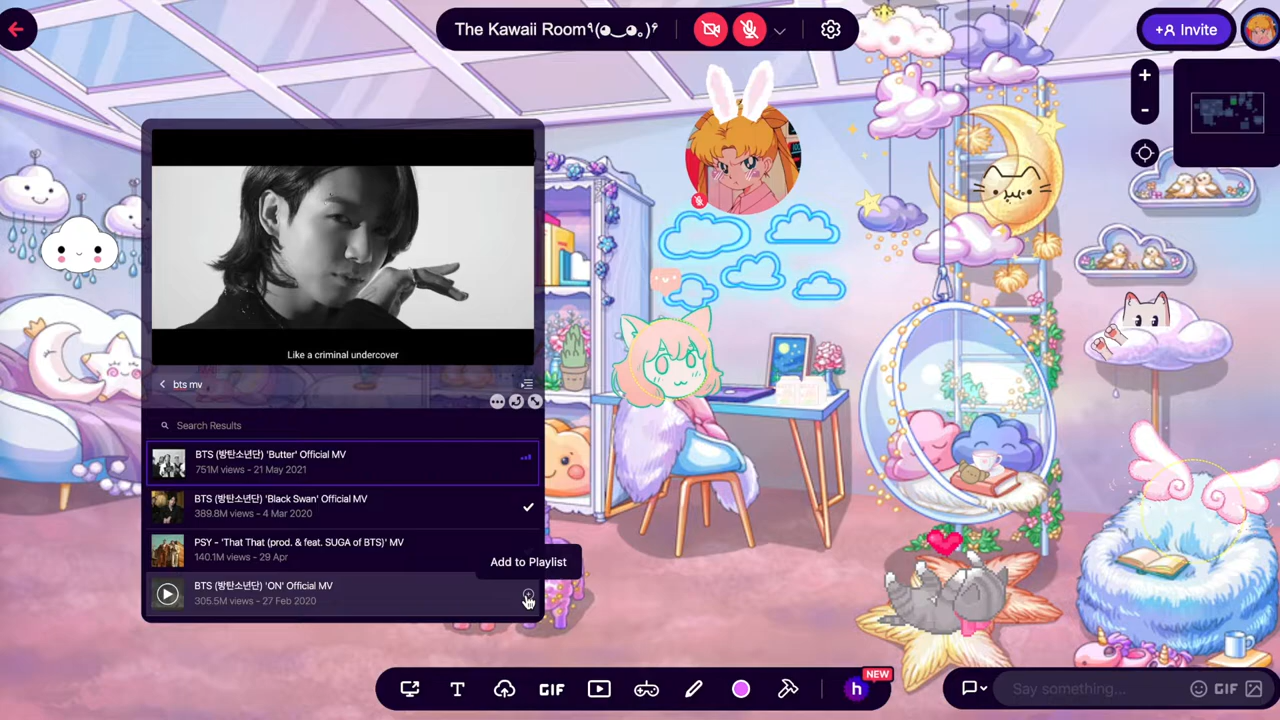 The Kawaii Room٩(◕‿◕｡)۶
Invite
Like a criminal undercover
bts mv
Search Results
BTS (방탄소년단) 'Butter' Official MV
751M views - 21 May 2021
BTS (방탄소년단) 'Black Swan' Official MV
389.8M views - 4 Mar 2020
PSY - 'That That (prod. & feat. SUGA of BTS)' MV
140.1M views - 29 Apr
Add to Playlist
BTS (방탄소년단) 'ON' Official MV
305.5M views - 27 Feb 2020
T
GIF
h
NEW
Say something...
GIF